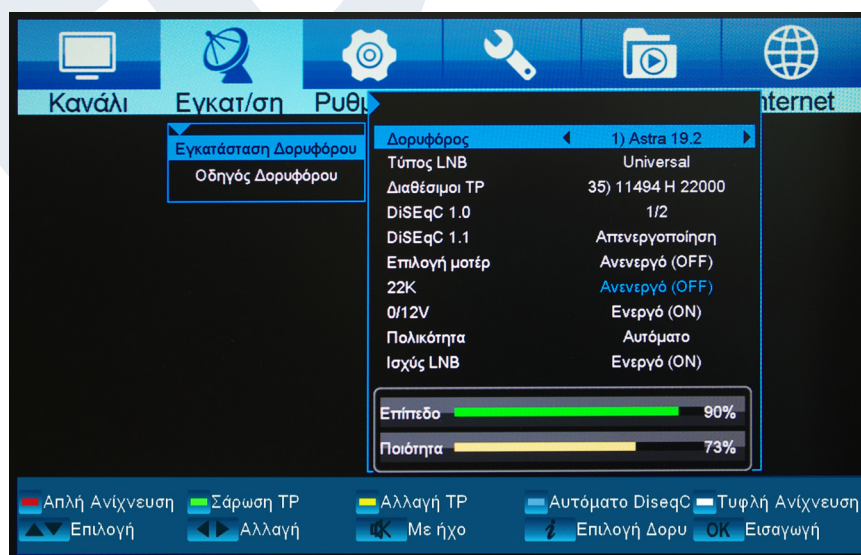 Κανάλι Εγκατ/ση Ρυθμ nternet
Εγκατάσταση Δορυφόρου
Οδηγός Δορυφόρου
Δορυφόρος 1) Astra 19.2
Τύπος LNB Universal
Διαθέσιμοι TP 35) 11494 H 22000
DiSEqC 1.0 1/2
DiSEqC 1.1 Απενεργοποίηση
Επιλογή μοτέρ Ανενεργό (OFF)
22K Ανενεργό (OFF)
0/12V Ενεργό (ON)
Πολικότητα Αυτόματο
Ισχύς LNB Ενεργό (ON)
Επίπεδο 90%
Ποιότητα 73%
Απλή Ανίχνευση Σάρωση TP Αλλαγή TP Αυτόματο DiseqC Τυφλή Ανίχνευση
Επιλογή Αλλαγή Με ήχο i Επιλογή Δορυ OK Εισαγωγή